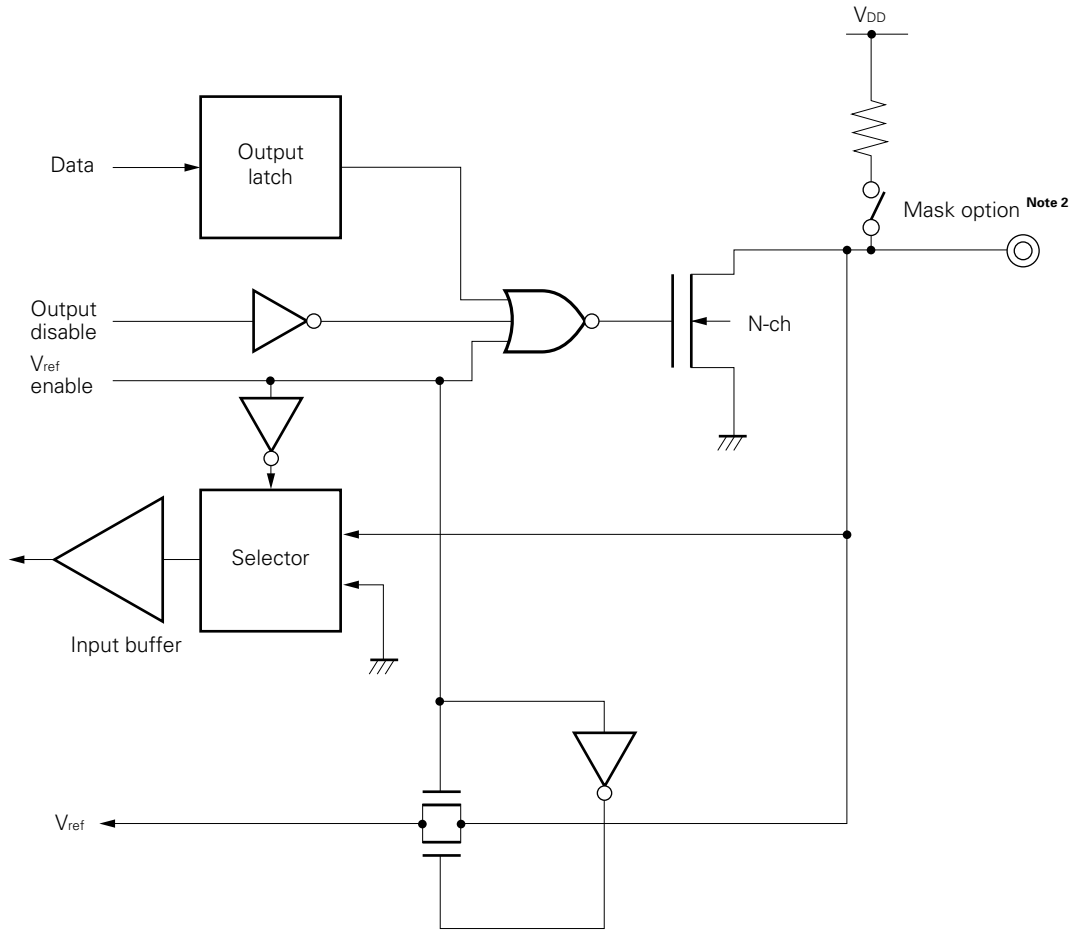 VDD
Data
Output
latch
Mask option Note 2
Output
disable
N-ch
Vref
enable
Selector
Input buffer
Vref